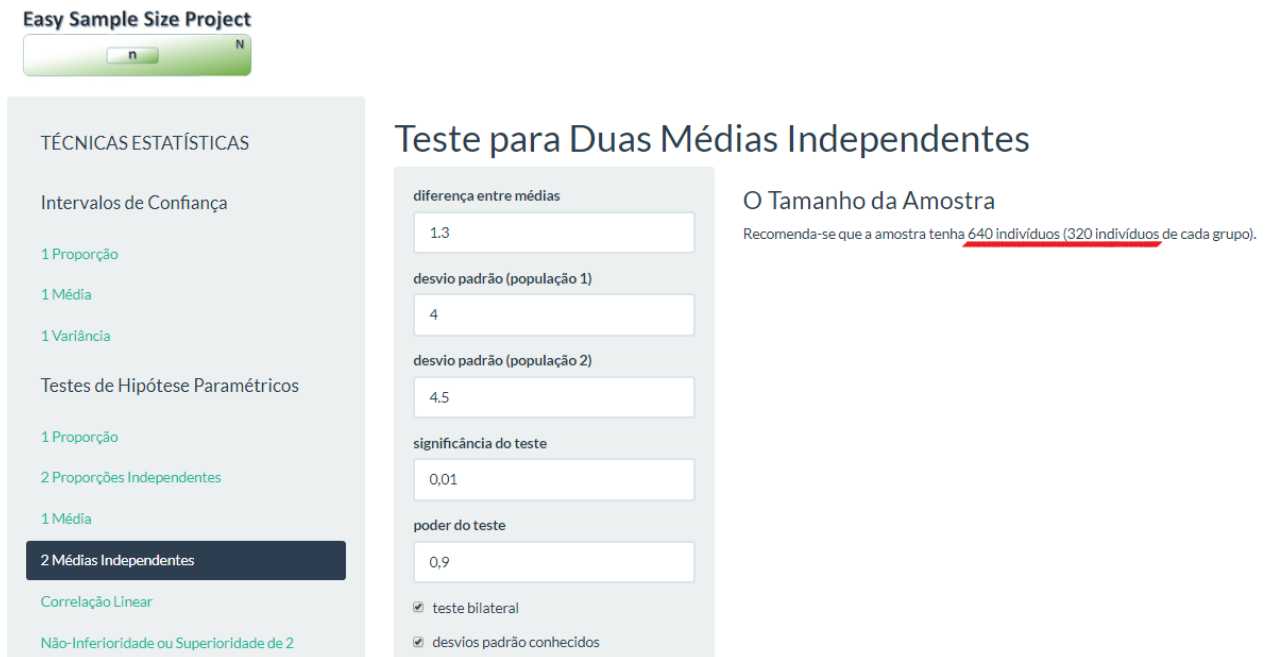 Easy Sample Size Project
n
N
TÉCNICAS ESTATÍSTICAS
Intervalos de Confiança
1 Proporção
1 Média
1 Variância
Testes de Hipótese Paramétricos
1 Proporção
2 Proporções Independentes
1 Média
2 Médias Independentes
Correlação Linear
Não-Inferioridade ou Superioridade de 2
Teste para Duas Médias Independentes
diferença entre médias
1.3
desvio padrão (população 1)
4
desvio padrão (população 2)
4.5
significância do teste
0,01
poder do teste
0,9
teste bilateral
desvios padrão conhecidos
O Tamanho da Amostra
Recomenda-se que a amostra tenha 640 indivíduos (320 indivíduos de cada grupo).